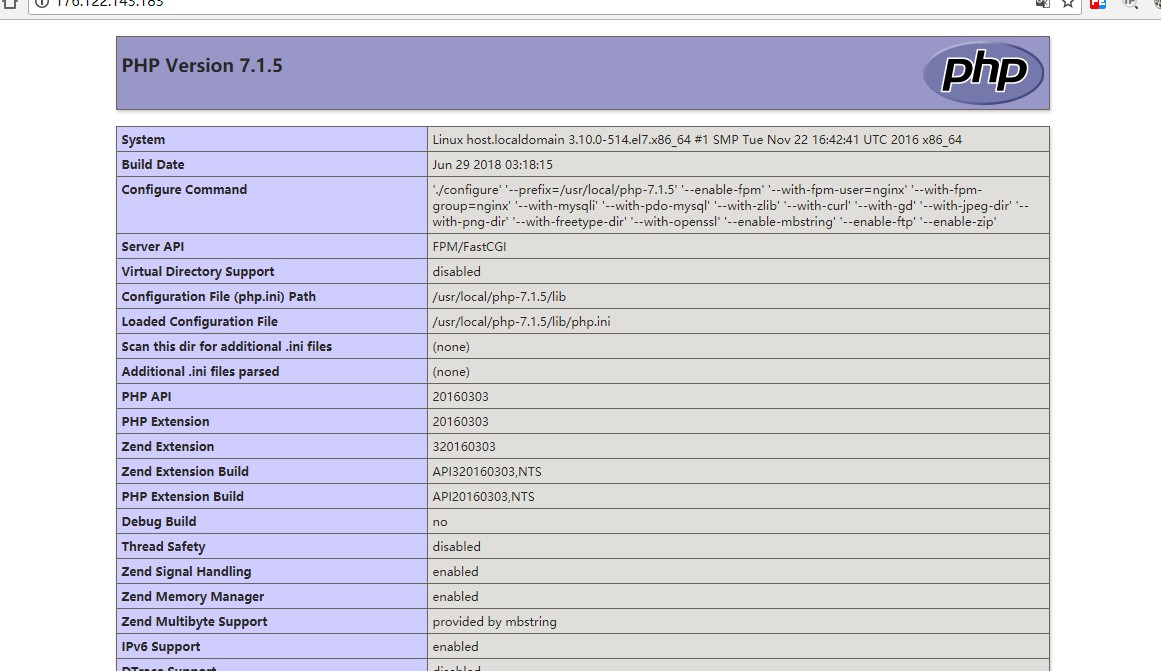 176.122.143.183
PHP Version 7.1.5
php
System Linux host.localdomain 3.10.0-514.el7.x86_64 #1 SMP Tue Nov 22 16:42:41 UTC 2016 x86_64
Build Date Jun 29 2018 03:18:15
Configure Command './configure' '--prefix=/usr/local/php-7.1.5' '--enable-fpm' '--with-fpm-user=nginx' '--with-fpm-
group=nginx' '--with-mysqli' '--with-pdo-mysql' '--with-zlib' '--with-curl' '--with-gd' '--with-jpeg-dir' '--
with-png-dir' '--with-freetype-dir' '--with-openssl' '--enable-mbstring' '--enable-ftp' '--enable-zip'
Server API FPM/FastCGI
Virtual Directory Support disabled
Configuration File (php.ini) Path /usr/local/php-7.1.5/lib
Loaded Configuration File /usr/local/php-7.1.5/lib/php.ini
Scan this dir for additional .ini files (none)
Additional .ini files parsed (none)
PHP API 20160303
PHP Extension 20160303
Zend Extension 320160303
Zend Extension Build API320160303,NTS
PHP Extension Build API20160303,NTS
Debug Build no
Thread Safety disabled
Zend Signal Handling enabled
Zend Memory Manager enabled
Zend Multibyte Support provided by mbstring
IPv6 Support enabled
DTrace Support disabled